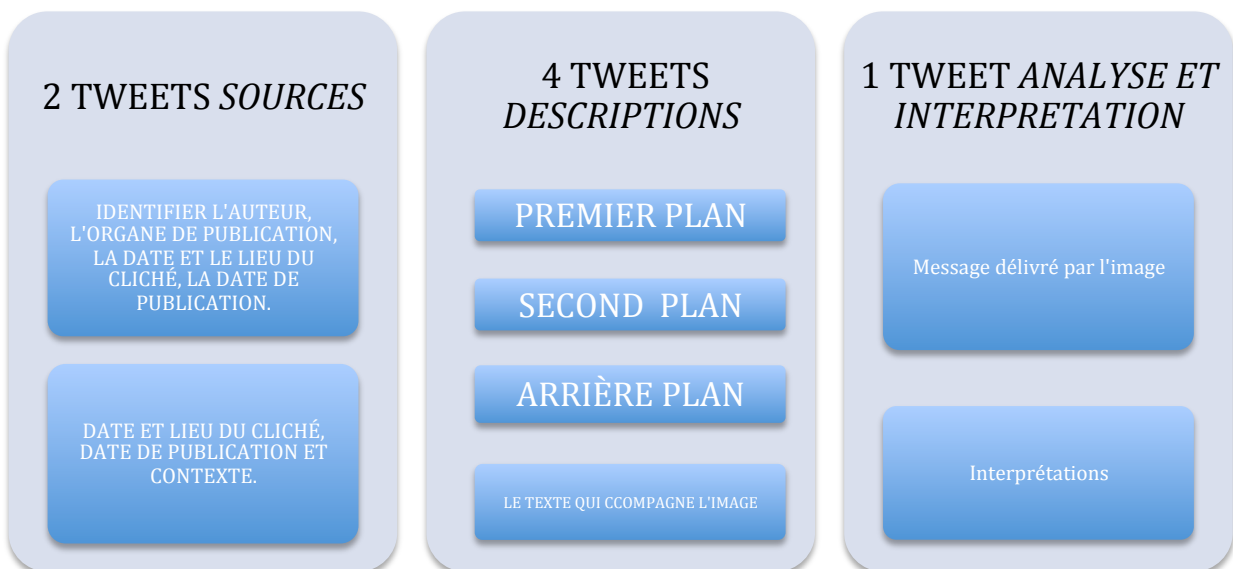 2 TWEETS SOURCES
IDENTIFIER L'AUTEUR,
L'ORGANE DE PUBLICATION,
LA DATE ET LE LIEU DU
CLICHÉ, LA DATE DE
PUBLICATION.
DATE ET LIEU DU CLICHÉ,
DATE DE PUBLICATION ET
CONTEXTE.
4 TWEETS
DESCRIPTIONS
PREMIER PLAN
SECOND PLAN
ARRIÈRE PLAN
LE TEXTE QUI CCOMPAGNE L'IMAGE
1 TWEET ANALYSE ET
INTERPRETATION
Message délivré par l'image
Interprétations